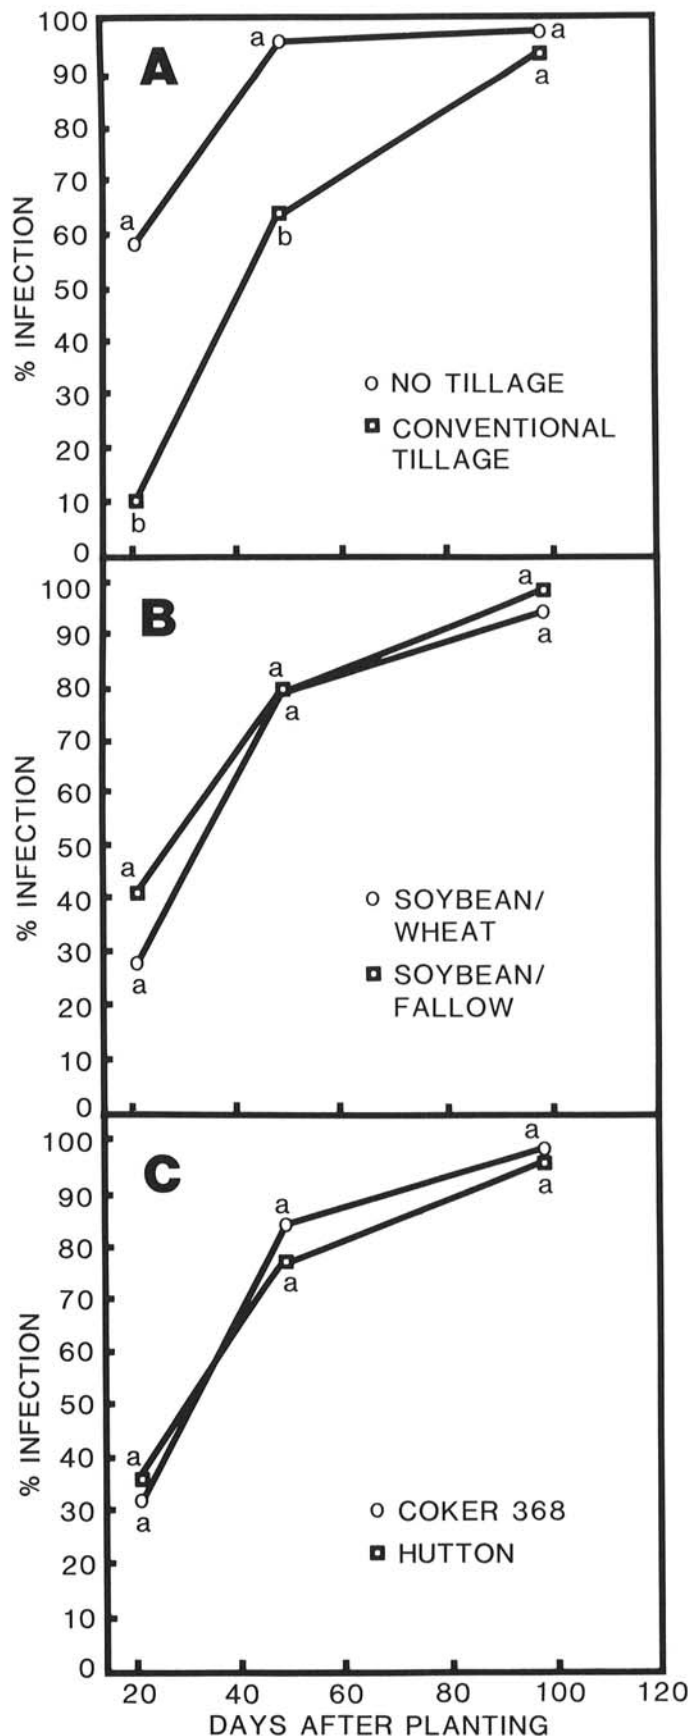 100
90
80
70
60
50
40
30
20
10
0
% INFECTION
A
a
a
a
a
b
b
o NO TILLAGE
CONVENTIONAL
TILLAGE
100
90
80
70
60
50
40
30
20
10
0
% INFECTION
B
a
a
a
a
a
a
SOYBEAN/
WHEAT
SOYBEAN/
FALLOW
100
90
80
70
60
50
40
30
20
10
0
% INFECTION
C
a
a
a
a
a
a
COKER 368
HUTTON
20 40 60 80 100 120
DAYS AFTER PLANTING